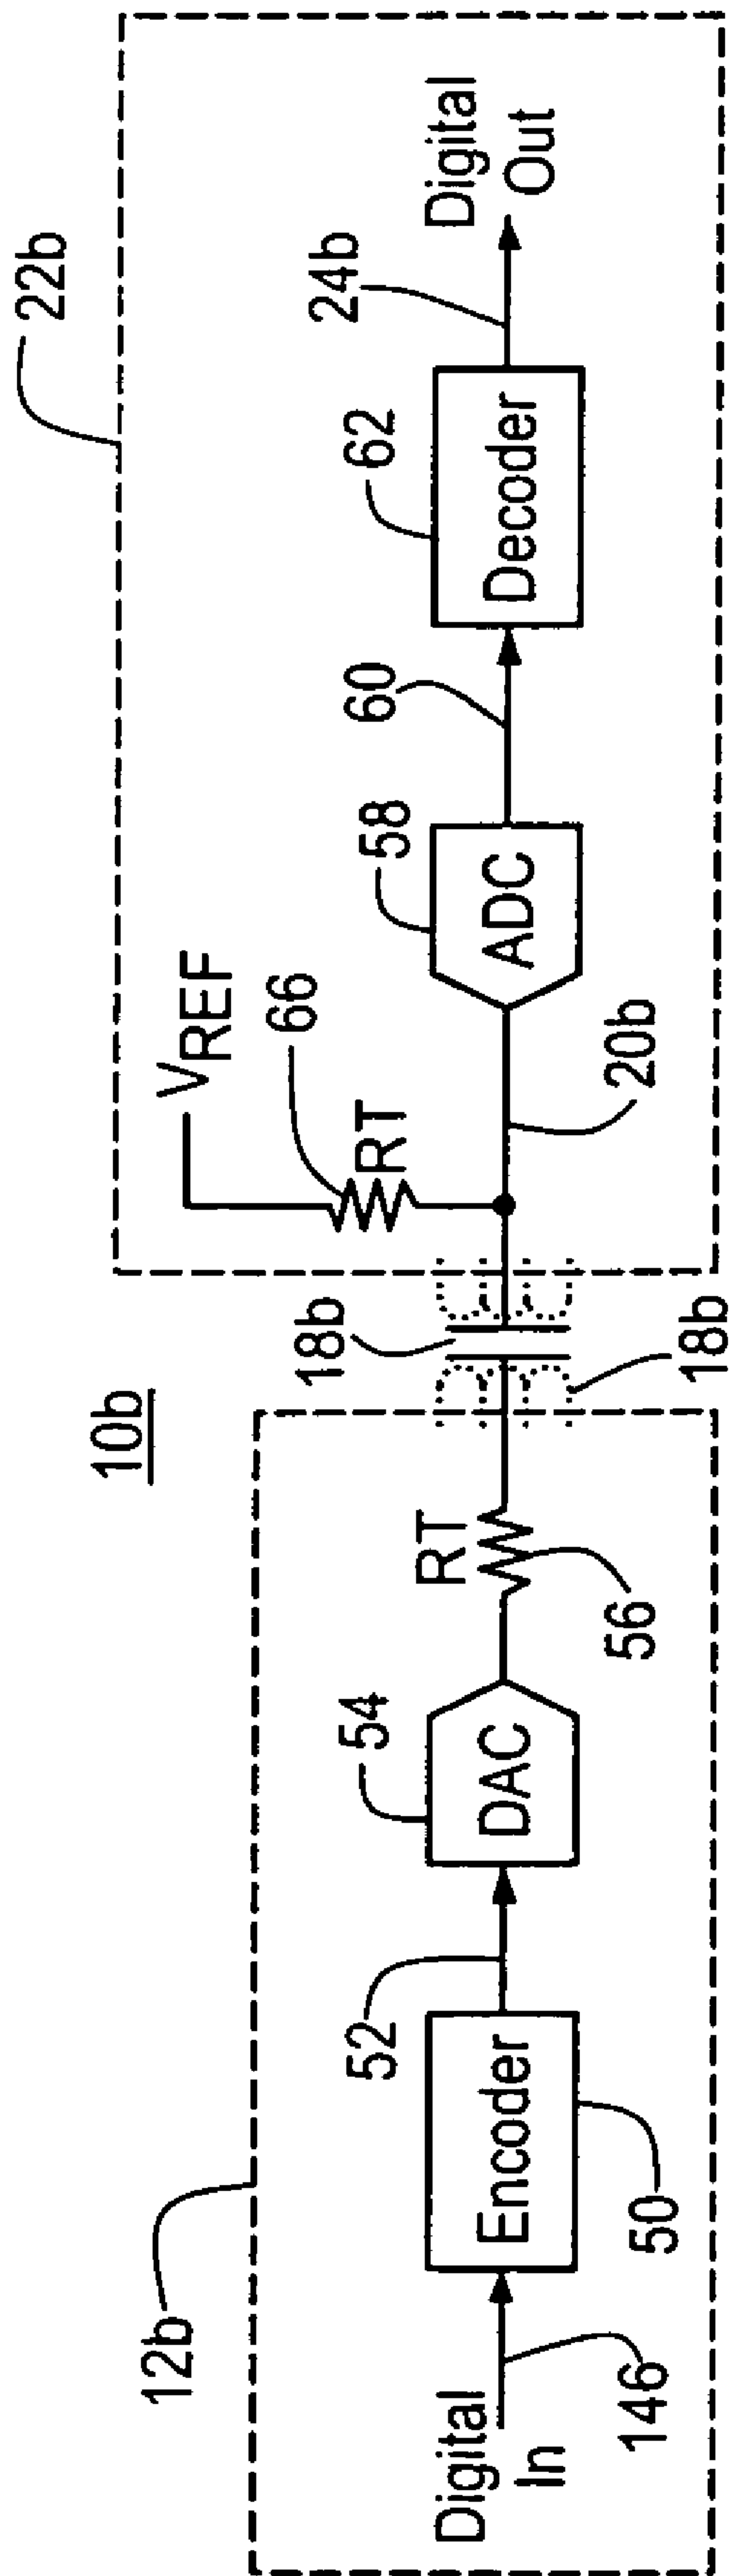 10b
12b
Digital
In
146
Encoder
50
52
DAC
54
RT
56
18b
18b
22b
VREF
66
RT
20b
ADC
58
60
Decoder
62
24b
Digital
Out